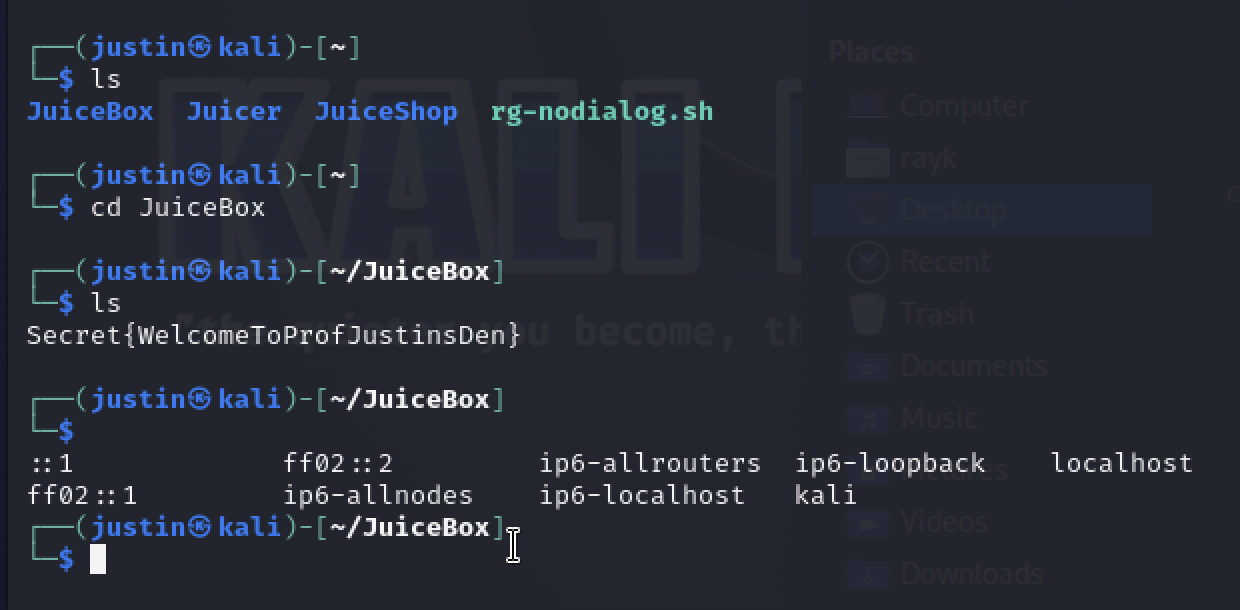 ┌──(justin㉿kali)-[~]
└─$ ls
JuiceBox  Juicer  JuiceShop  rg-nodialog.sh
┌──(justin㉿kali)-[~]
└─$ cd JuiceBox
┌──(justin㉿kali)-[~/JuiceBox]
└─$ ls
Secret{WelcomeToProfJustinsDen}
┌──(justin㉿kali)-[~/JuiceBox]
└─$
::1  ff02::2  ip6-allrouters  ip6-loopback  localhost
ff02::1  ip6-allnodes  ip6-localhost  kali
┌──(justin㉿kali)-[~/JuiceBox]
└─$
KALI
you become, th
Places
Computer
rayk
Desktop
Recent
Trash
Documents
Music
Pictures
Videos
Downloads